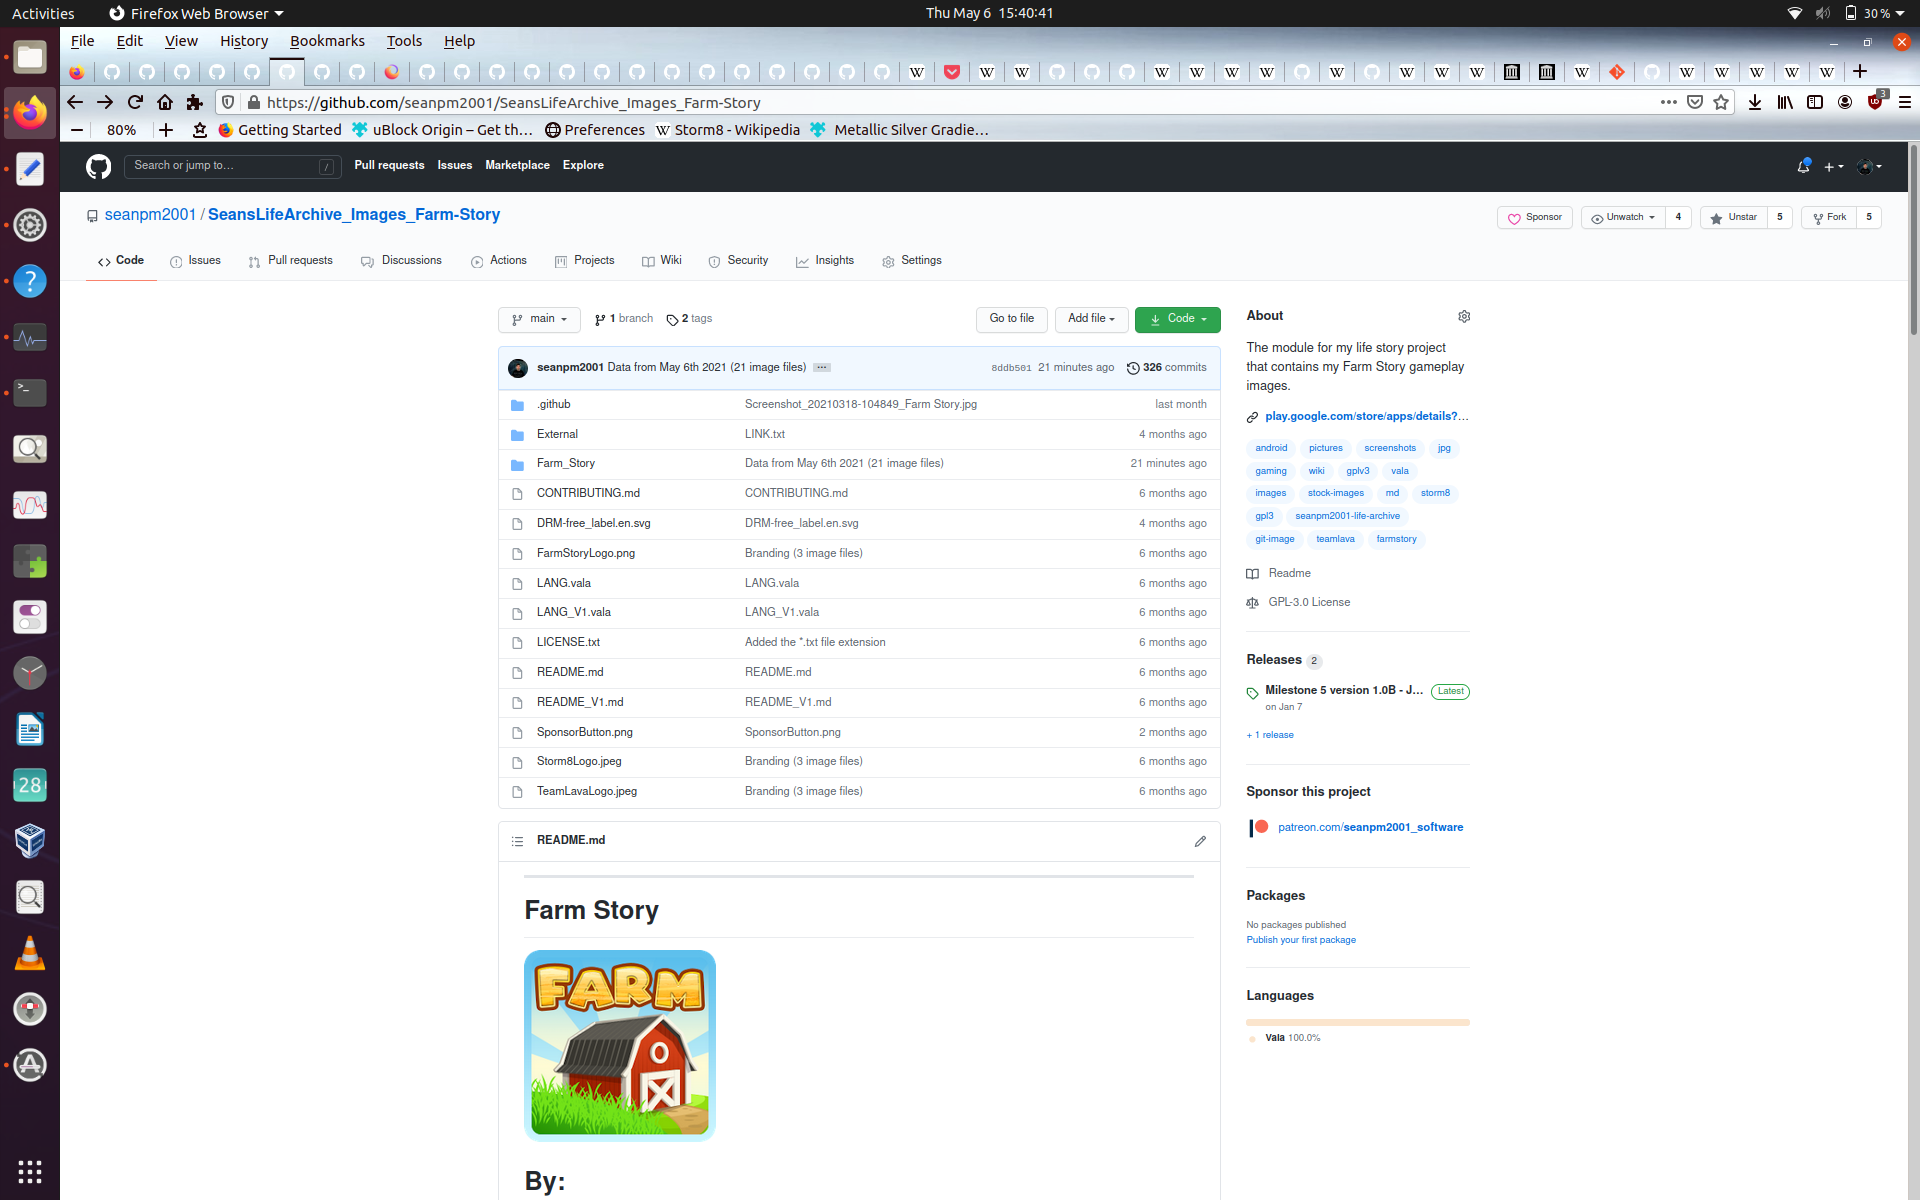 Activities Firefox Web Browser Thu May 6 15:40:41 30 %
File Edit View History Bookmarks Tools Help
https://github.com/seanpm2001/SeansLifeArchive_Images_Farm-Story 3
80% Getting Started uBlock Origin – Get th… Preferences Storm8 - Wikipedia Metallic Silver Gradie…
Search or jump to… / Pull requests Issues Marketplace Explore
seanpm2001 / SeansLifeArchive_Images_Farm-Story Sponsor Unwatch 4 Unstar 5 Fork 5
Code Issues Pull requests Discussions Actions Projects Wiki Security Insights Settings
main 1 branch 2 tags Go to file Add file Code
seanpm2001 Data from May 6th 2021 (21 image files) ... 8ddb501 21 minutes ago 326 commits
.github Screenshot_20210318-104849_Farm Story.jpg last month
External LINK.txt 4 months ago
Farm_Story Data from May 6th 2021 (21 image files) 21 minutes ago
CONTRIBUTING.md CONTRIBUTING.md 6 months ago
DRM-free_label.en.svg DRM-free_label.en.svg 4 months ago
FarmStoryLogo.png Branding (3 image files) 6 months ago
LANG.vala LANG.vala 6 months ago
LANG_V1.vala LANG_V1.vala 6 months ago
LICENSE.txt Added the *.txt file extension 6 months ago
README.md README.md 6 months ago
README_V1.md README_V1.md 6 months ago
SponsorButton.png SponsorButton.png 2 months ago
Storm8Logo.jpeg Branding (3 image files) 6 months ago
TeamLavaLogo.jpeg Branding (3 image files) 6 months ago
README.md
Farm Story
FARM
By:
About
The module for my life story project
that contains my Farm Story gameplay
images.
play.google.com/store/apps/details?…
android pictures screenshots jpg
gaming wiki gplv3 vala
images stock-images md storm8
gpl3 seanpm2001-life-archive
git-image teamlava farmstory
Readme
GPL-3.0 License
Releases 2
Milestone 5 version 1.0B - J… Latest
on Jan 7
+ 1 release
Sponsor this project
patreon.com/seanpm2001_software
Packages
No packages published
Publish your first package
Languages
Vala 100.0%
28